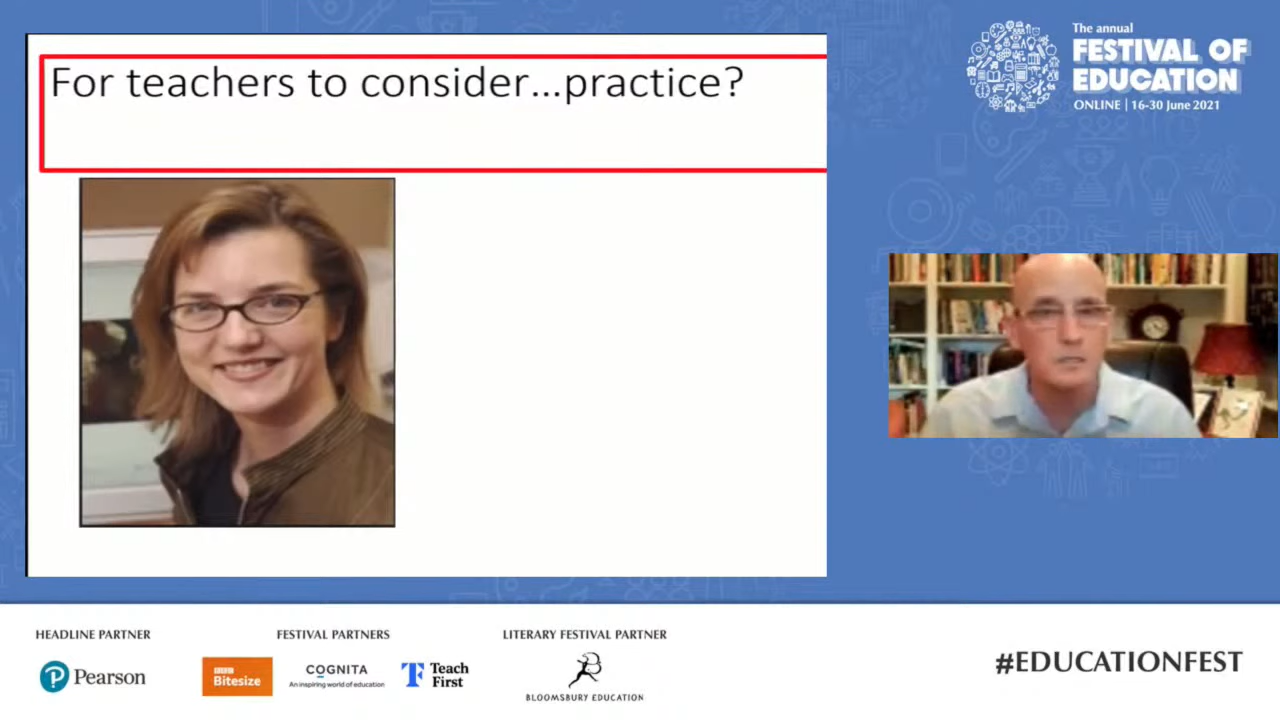 For teachers to consider...practice?
The annual
FESTIVAL OF
EDUCATION
ONLINE | 16-30 June 2021
HEADLINE PARTNER
FESTIVAL PARTNERS
LITERARY FESTIVAL PARTNER
Pearson
BBC
Bitesize
COGNITA
An inspiring world of education
Teach
First
BLOOMSBURY EDUCATION
#EDUCATIONFEST